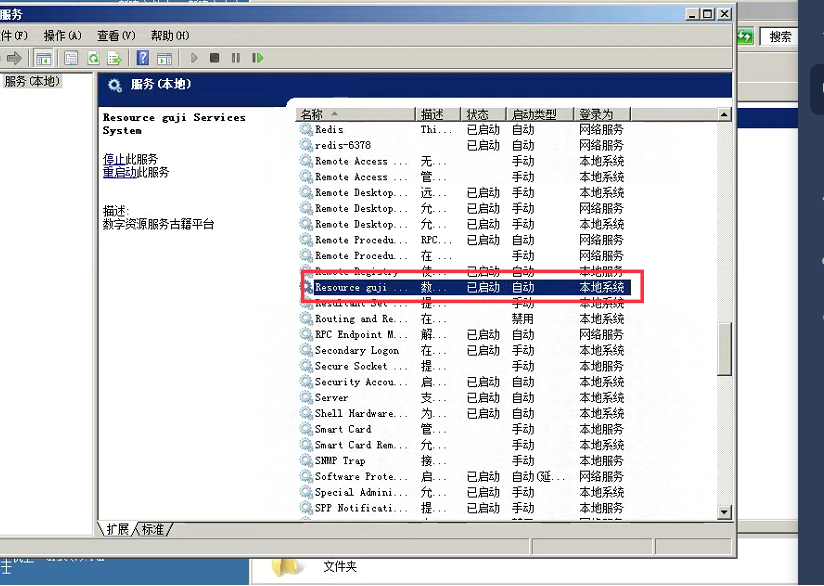 服务
件(F) 操作(A) 查看(V) 帮助(H)
搜索
服务(本地)
服务(本地)
Resource guji Services
System
停止此服务
重启动此服务
描述:
数字资源服务古籍平台
名称 描述 状态 启动类型 登录为
Redis Thi... 已启动 自动 网络服务
redis-6378 已启动 自动 网络服务
Remote Access ... 无... 手动 本地系统
Remote Access ... 管... 手动 本地系统
Remote Desktop... 远... 已启动 手动 本地系统
Remote Desktop... 允... 已启动 手动 网络服务
Remote Desktop... 允... 已启动 手动 本地系统
Remote Procedu... RPC... 已启动 自动 网络服务
Remote Procedu... 在 ... 手动 网络服务
Remote Registry 使... 已启动 自动 本地服务
Resource guji ... 数... 已启动 自动 本地系统
Resultant Set ... 提... 手动 本地系统
Routing and Re... 在... 禁用 本地系统
RPC Endpoint M... 解... 已启动 自动 网络服务
Secondary Logon 在... 已启动 手动 本地系统
Secure Socket ... 提... 手动 本地系统
Security Accou... 启... 已启动 自动 本地系统
Server 支... 已启动 自动 本地系统
Shell Hardware... 为... 已启动 自动 本地系统
Smart Card 管... 手动 本地服务
Smart Card Rem... 允... 手动 本地系统
SNMP Trap 接... 手动 本地服务
Software Prote... 启... 已启动 自动(延... 网络服务
Special Admini... 允... 已启动 手动 本地系统
SPP Notificati... 提... 已启动 手动 本地服务
扩展 标准
文件夹